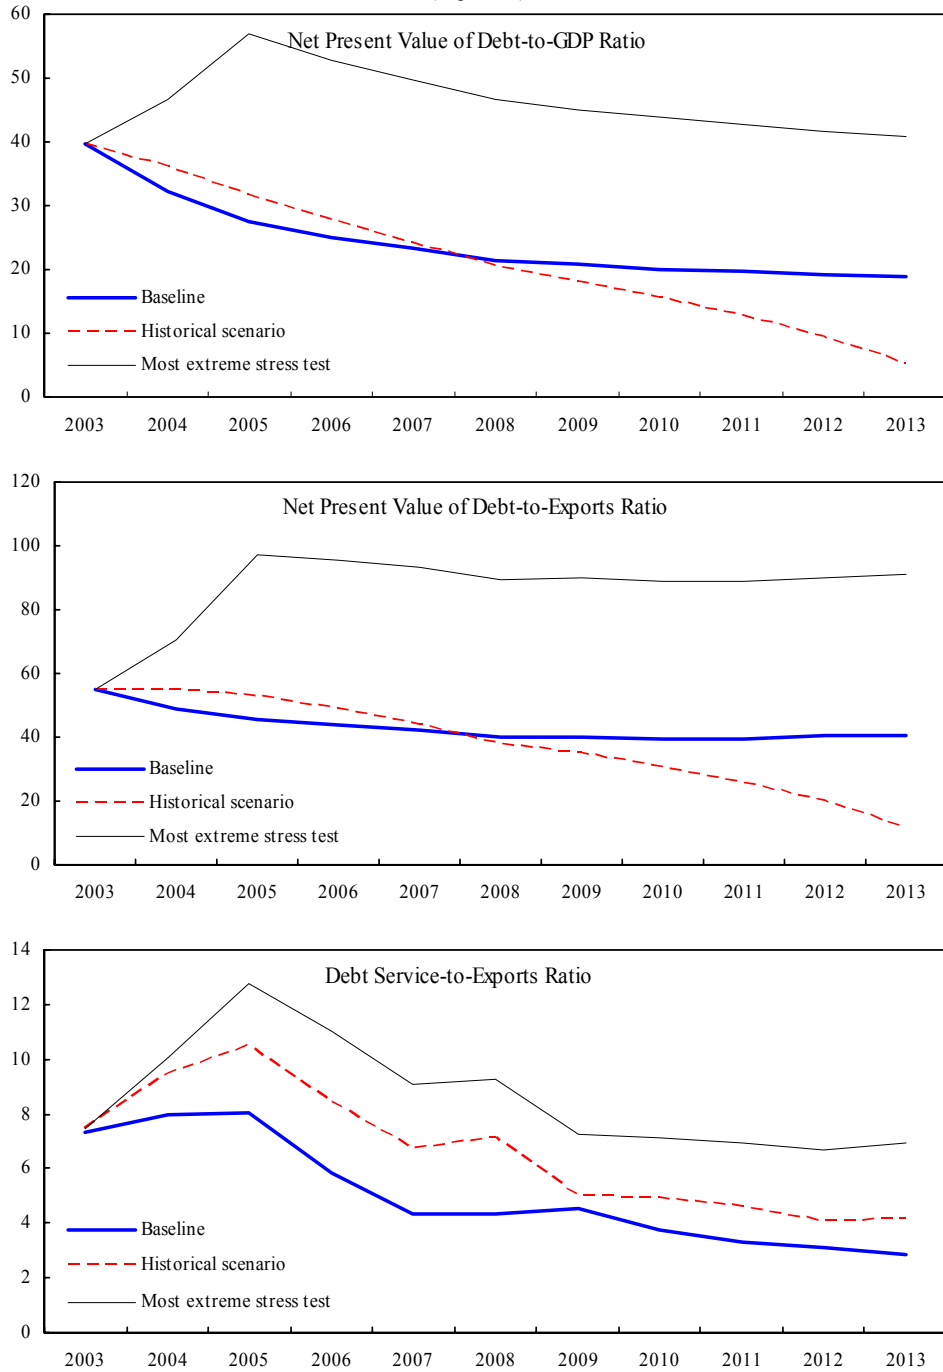 60
Net Present Value of Debt-to-GDP Ratio
50
40
30
20
Baseline
Historical scenario
10
Most extreme stress test
0
2003 2004 2005 2006 2007 2008 2009 2010 2011 2012 2013
120
Net Present Value of Debt-to-Exports Ratio
100
80
60
40
Baseline
20
Historical scenario
Most extreme stress test
0
2003 2004 2005 2006 2007 2008 2009 2010 2011 2012 2013
14
Debt Service-to-Exports Ratio
12
10
8
6
4
Baseline
2
Historical scenario
Most extreme stress test
0
2003 2004 2005 2006 2007 2008 2009 2010 2011 2012 2013